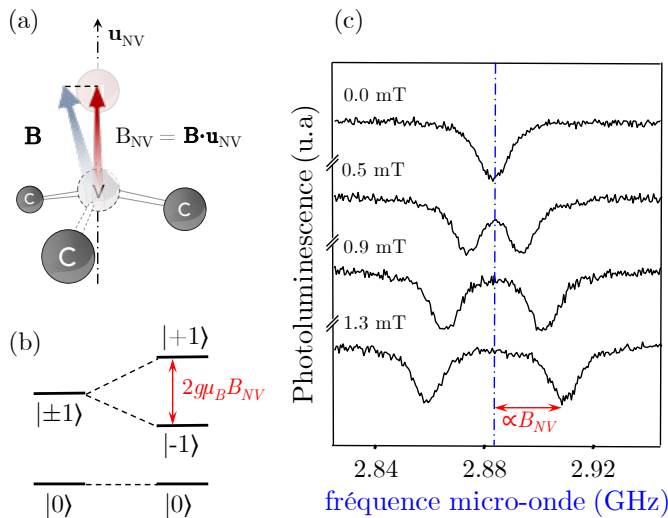 (a)
u_NV
B
B_NV = B·u_NV
V
C
C
C
(b)
|+1⟩
|±1⟩
2gμ_B B_NV
|-1⟩
|0⟩
|0⟩
(c)
Photoluminescence (u.a)
0.0 mT
0.5 mT
0.9 mT
1.3 mT
∝B_NV
2.84
2.88
2.92
fréquence micro-onde (GHz)